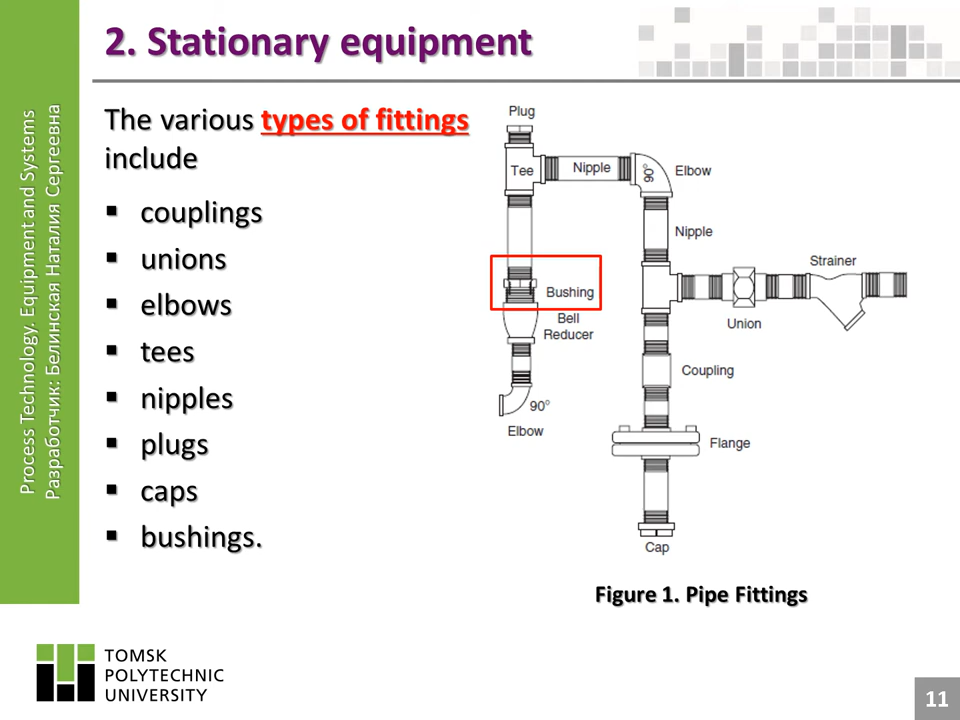 2. Stationary equipment
Process Technology. Equipment and Systems
Разработчик: Белинская Наталия Сергеевна
The various types of fittings
include
▪ couplings
▪ unions
▪ elbows
▪ tees
▪ nipples
▪ plugs
▪ caps
▪ bushings.
Plug
Tee
Nipple
90°
Elbow
Nipple
Strainer
Bushing
Bell
Reducer
Union
Coupling
90°
Elbow
Flange
Cap
Figure 1. Pipe Fittings
TOMSK
POLYTECHNIC
UNIVERSITY
11